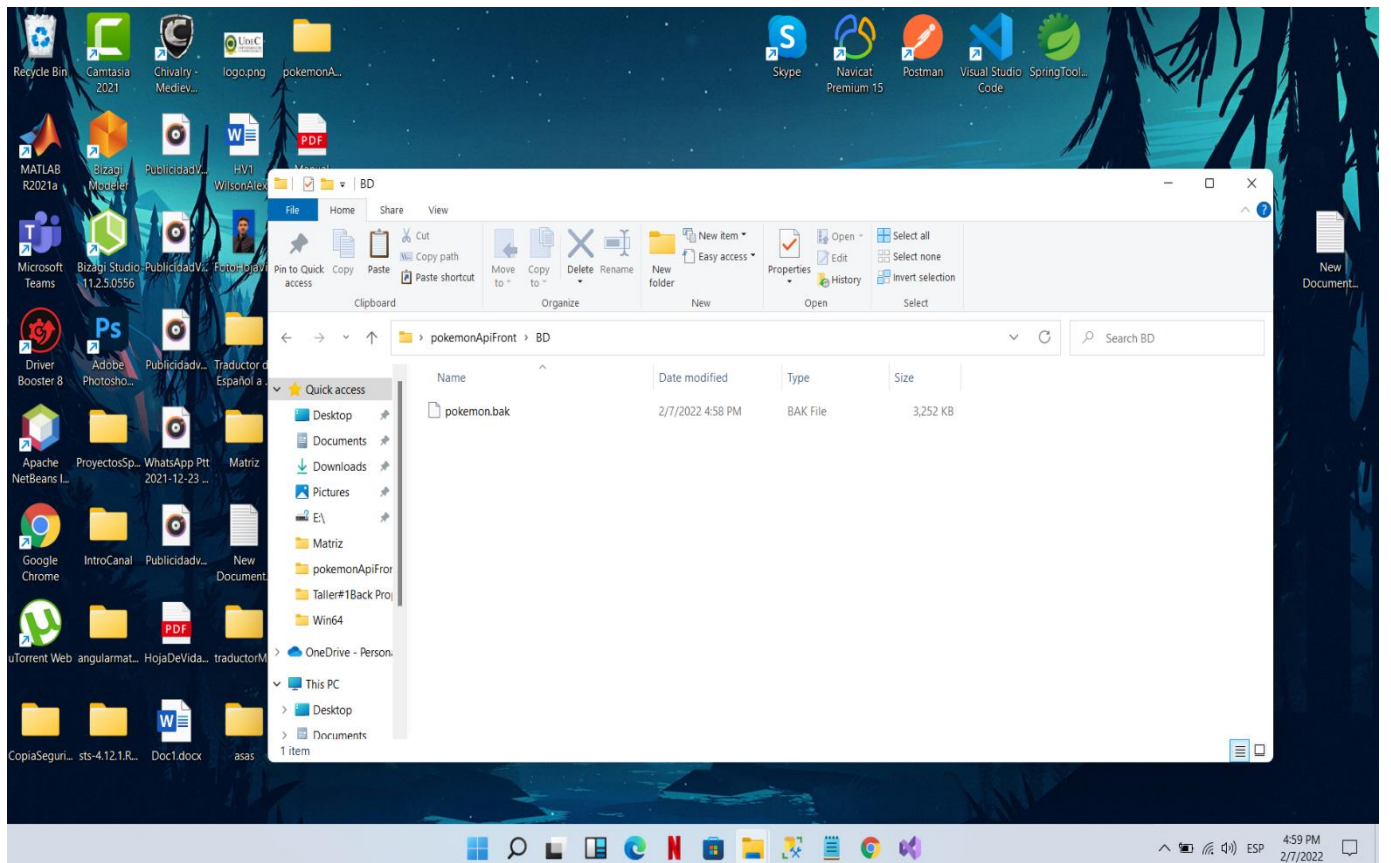 Recycle Bin
Camtasia
2021
Chivalry -
Mediev...
UDEC
logo.png
pokemonA...
Skype
Navicat
Premium 15
Postman
Visual Studio
Code
SpringTool...
MATLAB
R2021a
Bizagi
Modeler
PublicidadV...
HV1
WilsonAlex
PDF
Manual
Microsoft
Teams
Bizagi Studio
11.2.5.0556
PublicidadV...
FotoHojaVi
New
Document...
Driver
Booster 8
Ps
Adobe
Photosho...
Publicidadv...
Traductor d
Español a
Apache
NetBeans I...
ProyectosSp...
WhatsApp Ptt
2021-12-23 ...
Matriz
Google
Chrome
IntroCanal
Publicidadv...
New
Document.
uTorrent Web
angularmat...
PDF
HojaDeVida...
traductorM
CopiaSeguri...
sts-4.12.1.R...
Doc1.docx
asas
BD
File
Home
Share
View
Pin to Quick
access
Copy
Paste
Cut
Copy path
Paste shortcut
Clipboard
Move
to
Copy
to
Delete
Rename
Organize
New
folder
New item
Easy access
New
Properties
Open
Edit
History
Open
Select all
Select none
Invert selection
Select
pokemonApiFront > BD
Search BD
Quick access
Desktop
Documents
Downloads
Pictures
E:\
Matriz
pokemonApiFror
Taller#1Back Pro
Win64
OneDrive - Person
This PC
Desktop
Documents
Name
Date modified
Type
Size
pokemon.bak
2/7/2022 4:58 PM
BAK File
3,252 KB
1 item
ESP
4:59 PM
2/7/2022